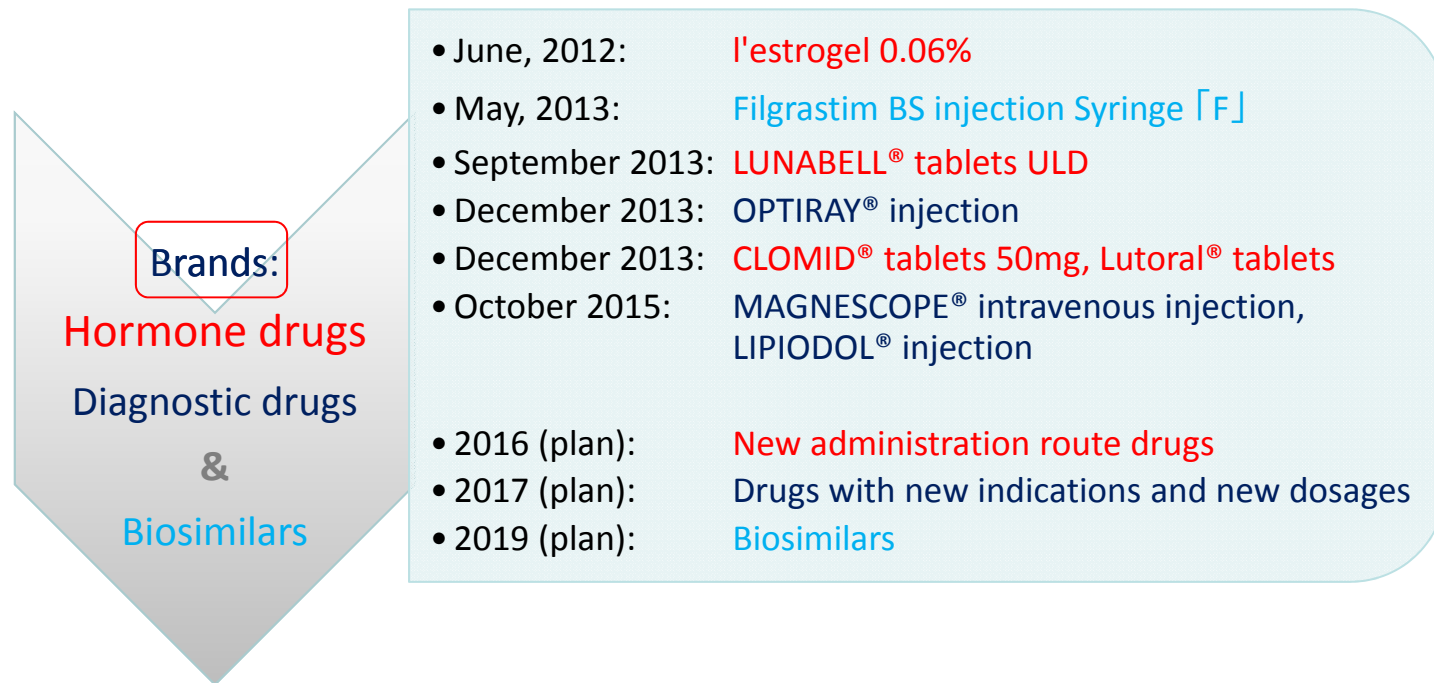 Brands:
Hormone drugs
Diagnostic drugs
&
Biosimilars
• June, 2012: l'estrogel 0.06%
• May, 2013: Filgrastim BS injection Syringe「F」
• September 2013: LUNABELL® tablets ULD
• December 2013: OPTIRAY® injection
• December 2013: CLOMID® tablets 50mg, Lutoral® tablets
• October 2015: MAGNESCOPE® intravenous injection,
LIPIODOL® injection
• 2016 (plan): New administration route drugs
• 2017 (plan): Drugs with new indications and new dosages
• 2019 (plan): Biosimilars